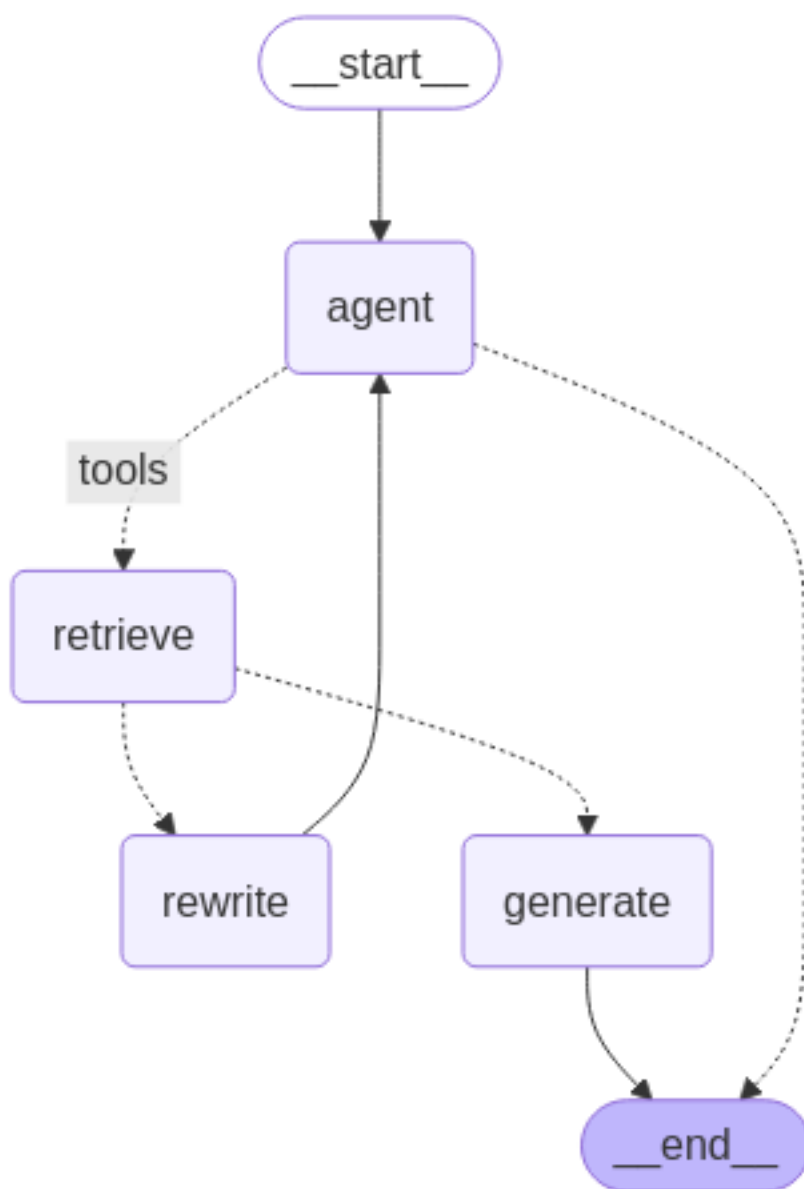 __start__
agent
tools
retrieve
rewrite
generate
__end__